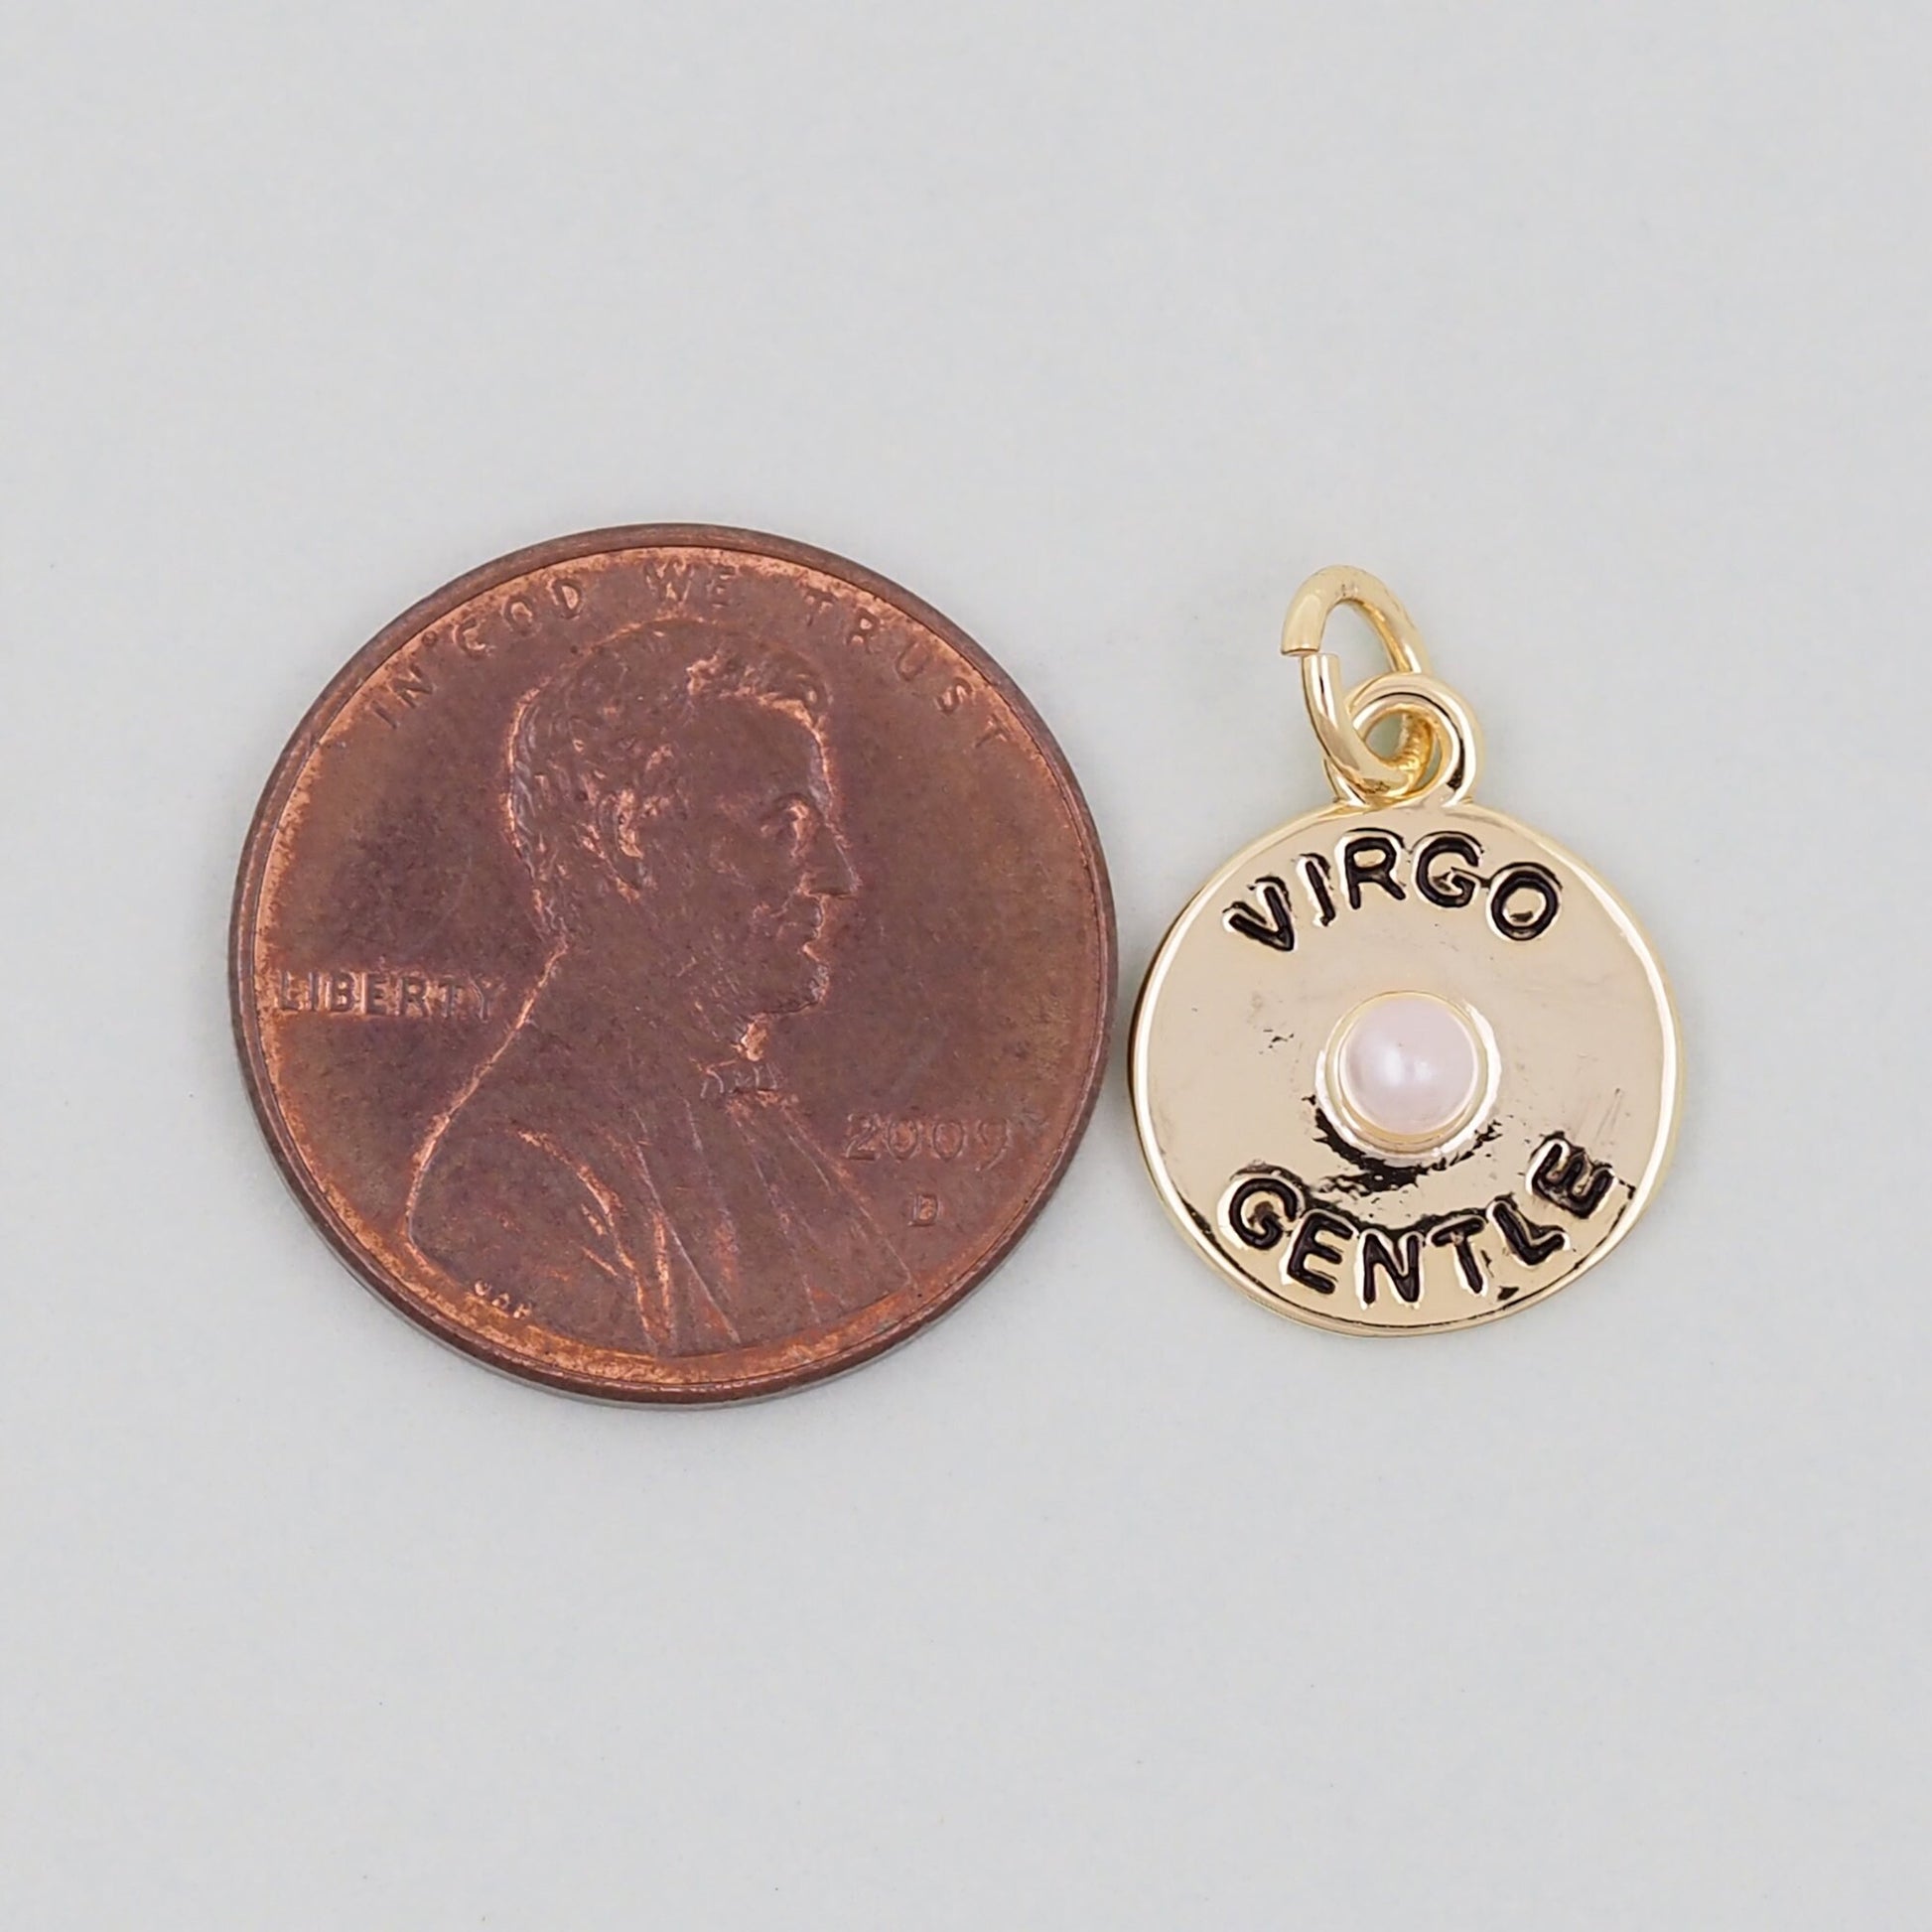 IN GOD WE TRUST
LIBERTY
2009
D
VIRGO
GENTLE